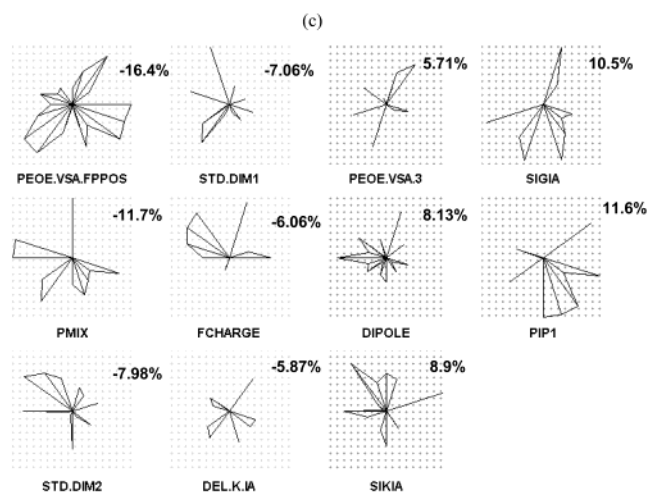 (c)
-16.4%
-7.06%
5.71%
10.5%
PEOE.VSA.FPPOS
STD.DIM1
PEOE.VSA.3
SIGIA
-11.7%
-6.06%
8.13%
11.6%
PMIX
FCHARGE
DIPOLE
PIP1
-7.98%
-5.87%
8.9%
STD.DIM2
DEL.K.IA
SIKIA